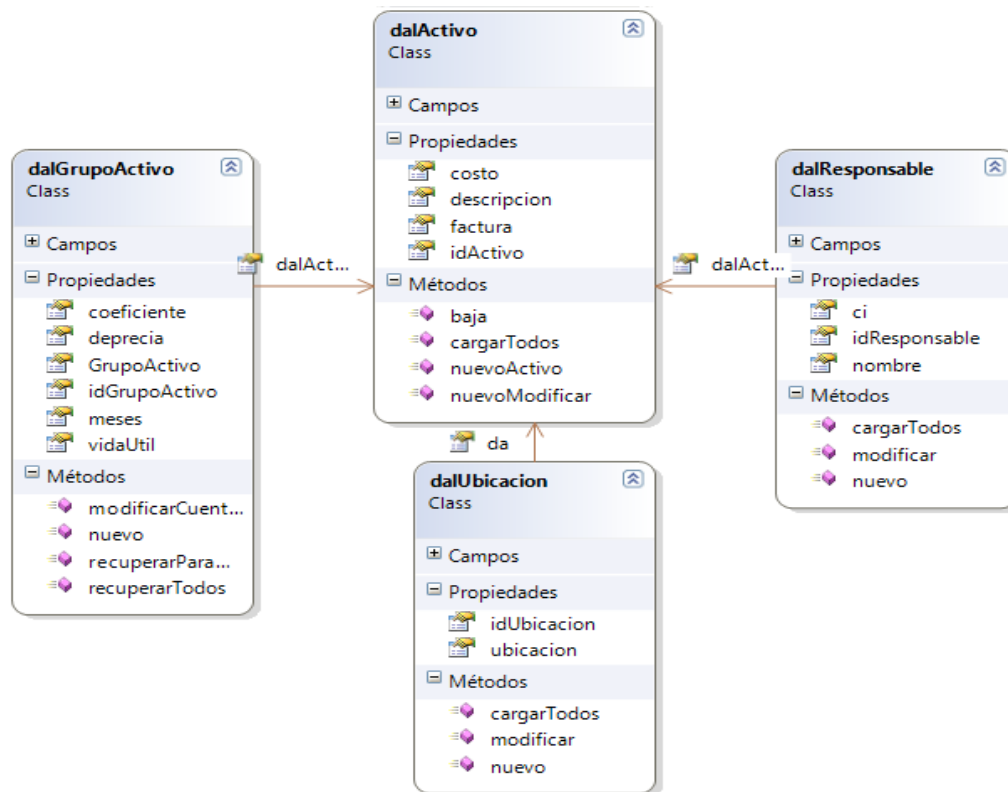 dalActivo
Class
Campos
Propiedades
costo
descripcion
factura
idActivo
Métodos
baja
cargarTodos
nuevoActivo
nuevoModificar
dalGrupoActivo
Class
Campos
Propiedades
coeficiente
deprecia
GrupoActivo
idGrupoActivo
meses
vidaUtil
Métodos
modificarCuent...
nuevo
recuperarPara...
recuperarTodos
dalAct...
dalAct...
dalResponsable
Class
Campos
Propiedades
ci
idResponsable
nombre
Métodos
cargarTodos
modificar
nuevo
da
dalUbicacion
Class
Campos
Propiedades
idUbicacion
ubicacion
Métodos
cargarTodos
modificar
nuevo